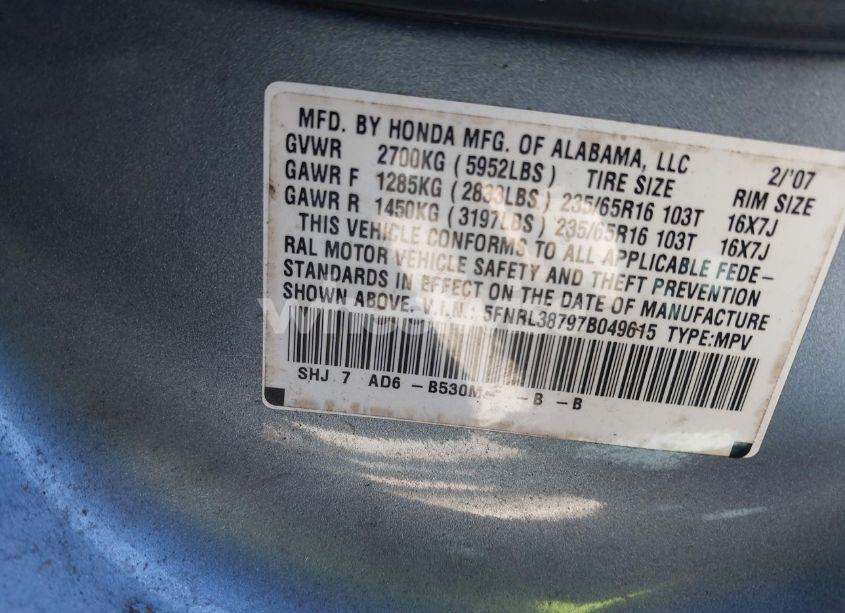 MFD. BY HONDA MFG. OF ALABAMA, LLC 2/'07
GVWR 2700KG (5952LBS) TIRE SIZE RIM SIZE
GAWR F 1285KG (2833LBS) 235/65R16 103T 16X7J
GAWR R 1450KG (3197LBS) 235/65R16 103T 16X7J
THIS VEHICLE CONFORMS TO ALL APPLICABLE FEDE-
RAL MOTOR VEHICLE SAFETY AND THEFT PREVENTION
STANDARDS IN EFFECT ON THE DATE OF MANUFACTURE
SHOWN ABOVE. V.I.N.: 5FNRL38797B049615 TYPE:MPV
SHJ 7 AD6 -B530M- -B -B